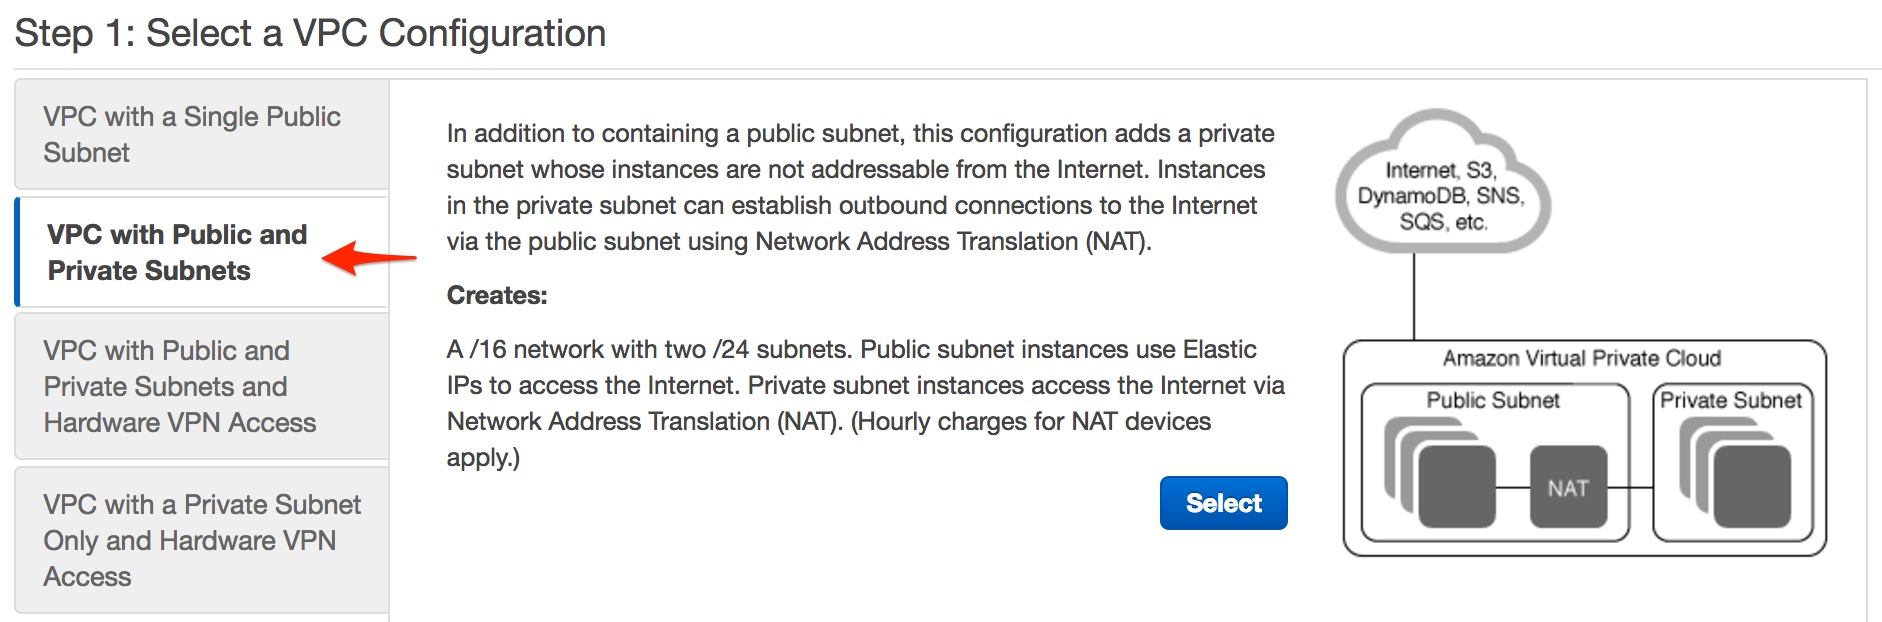 Step 1: Select a VPC Configuration
VPC with a Single Public
Subnet
VPC with Public and
Private Subnets
VPC with Public and
Private Subnets and
Hardware VPN Access
VPC with a Private Subnet
Only and Hardware VPN
Access
In addition to containing a public subnet, this configuration adds a private
subnet whose instances are not addressable from the Internet. Instances
in the private subnet can establish outbound connections to the Internet
via the public subnet using Network Address Translation (NAT).
Creates:
A /16 network with two /24 subnets. Public subnet instances use Elastic
IPs to access the Internet. Private subnet instances access the Internet via
Network Address Translation (NAT). (Hourly charges for NAT devices
apply.)
Select
Internet, S3,
DynamoDB, SNS,
SQS, etc.
Amazon Virtual Private Cloud
Public Subnet
Private Subnet
NAT